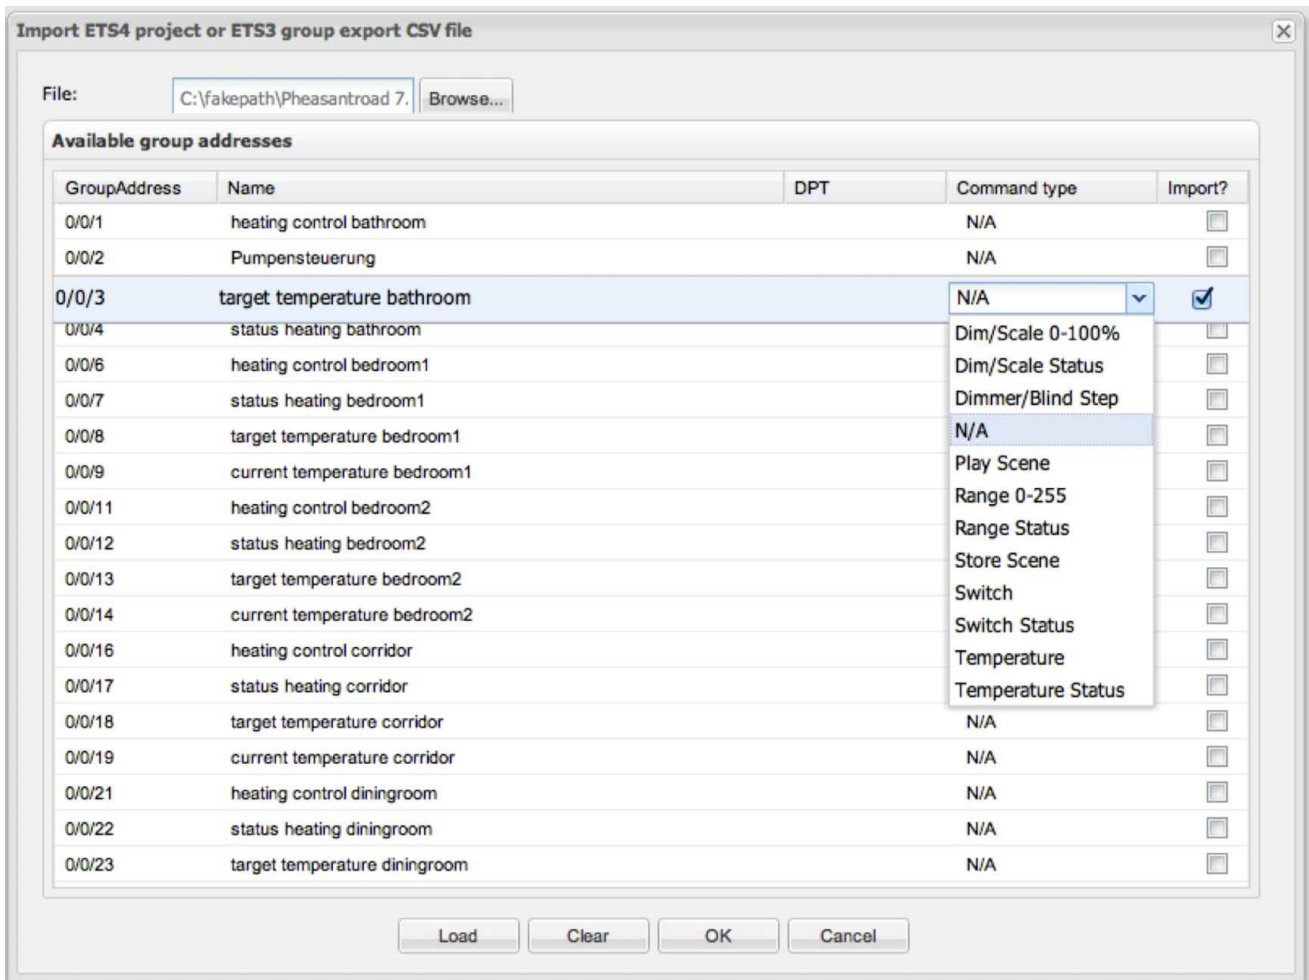 Import ETS4 project or ETS3 group export CSV file
File: C:\fakepath\Pheasantroad 7. Browse...
Available group addresses
GroupAddress Name DPT Command type Import?
0/0/1 heating control bathroom N/A
0/0/2 Pumpensteuerung N/A
0/0/3 target temperature bathroom N/A
0/0/4 status heating bathroom
Dim/Scale 0-100%
0/0/6 heating control bedroom1 Dim/Scale Status
0/0/7 status heating bedroom1 Dimmer/Blind Step
0/0/8 target temperature bedroom1 N/A
0/0/9 current temperature bedroom1 Play Scene
0/0/11 heating control bedroom2 Range 0-255
Range Status
0/0/12 status heating bedroom2
Store Scene
0/0/13 target temperature bedroom2
Switch
0/0/14 current temperature bedroom2 Switch Status
0/0/16 heating control corridor Temperature
0/0/17 status heating corridor Temperature Status
0/0/18 target temperature corridor N/A
0/0/19 current temperature corridor N/A
0/0/21 heating control diningroom N/A
0/0/22 status heating diningroom N/A
0/0/23 target temperature diningroom N/A
Load Clear OK Cancel